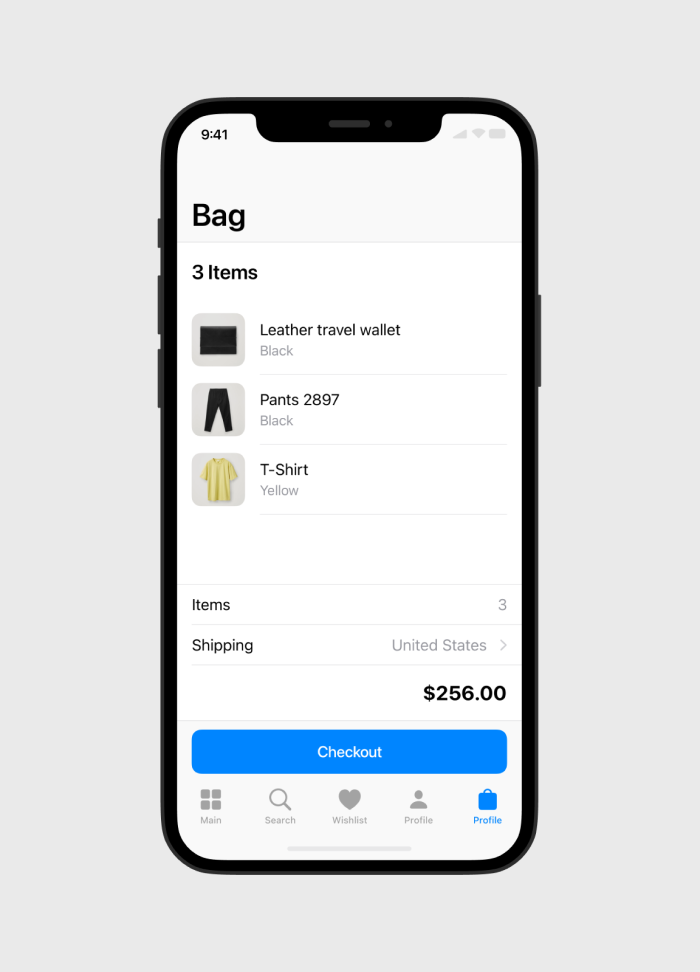 9:41
Bag
3 Items
Leather travel wallet
Black
Pants 2897
Black
T-Shirt
Yellow
Items 3
Shipping United States
$256.00
Checkout
Main Search Wishlist Profile Profile